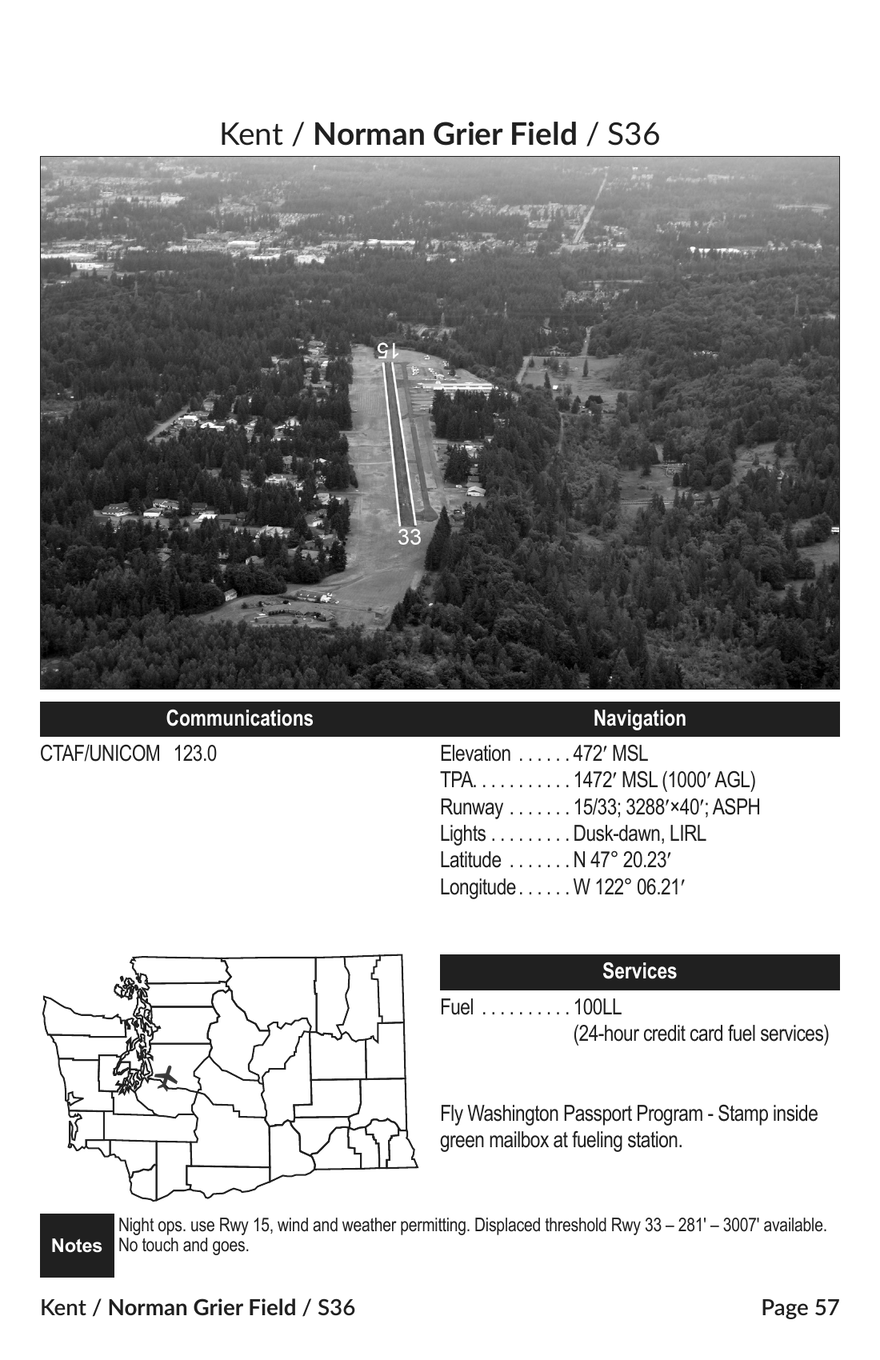 Kent / Norman Grier Field / S36
15
33
Communications
CTAF/UNICOM 123.0
Navigation
Elevation . . . . . . 472′ MSL
TPA. . . . . . . . . . . 1472′ MSL (1000′ AGL)
Runway . . . . . . . 15/33; 3288′×40′; ASPH
Lights . . . . . . . . . Dusk-dawn, LIRL
Latitude . . . . . . . N 47° 20.23′
Longitude . . . . . . W 122° 06.21′
Services
Fuel . . . . . . . . . . 100LL
(24-hour credit card fuel services)
Fly Washington Passport Program - Stamp inside
green mailbox at fueling station.
Notes
Night ops. use Rwy 15, wind and weather permitting. Displaced threshold Rwy 33 – 281' – 3007' available.
No touch and goes.
Kent / Norman Grier Field / S36
Page 57